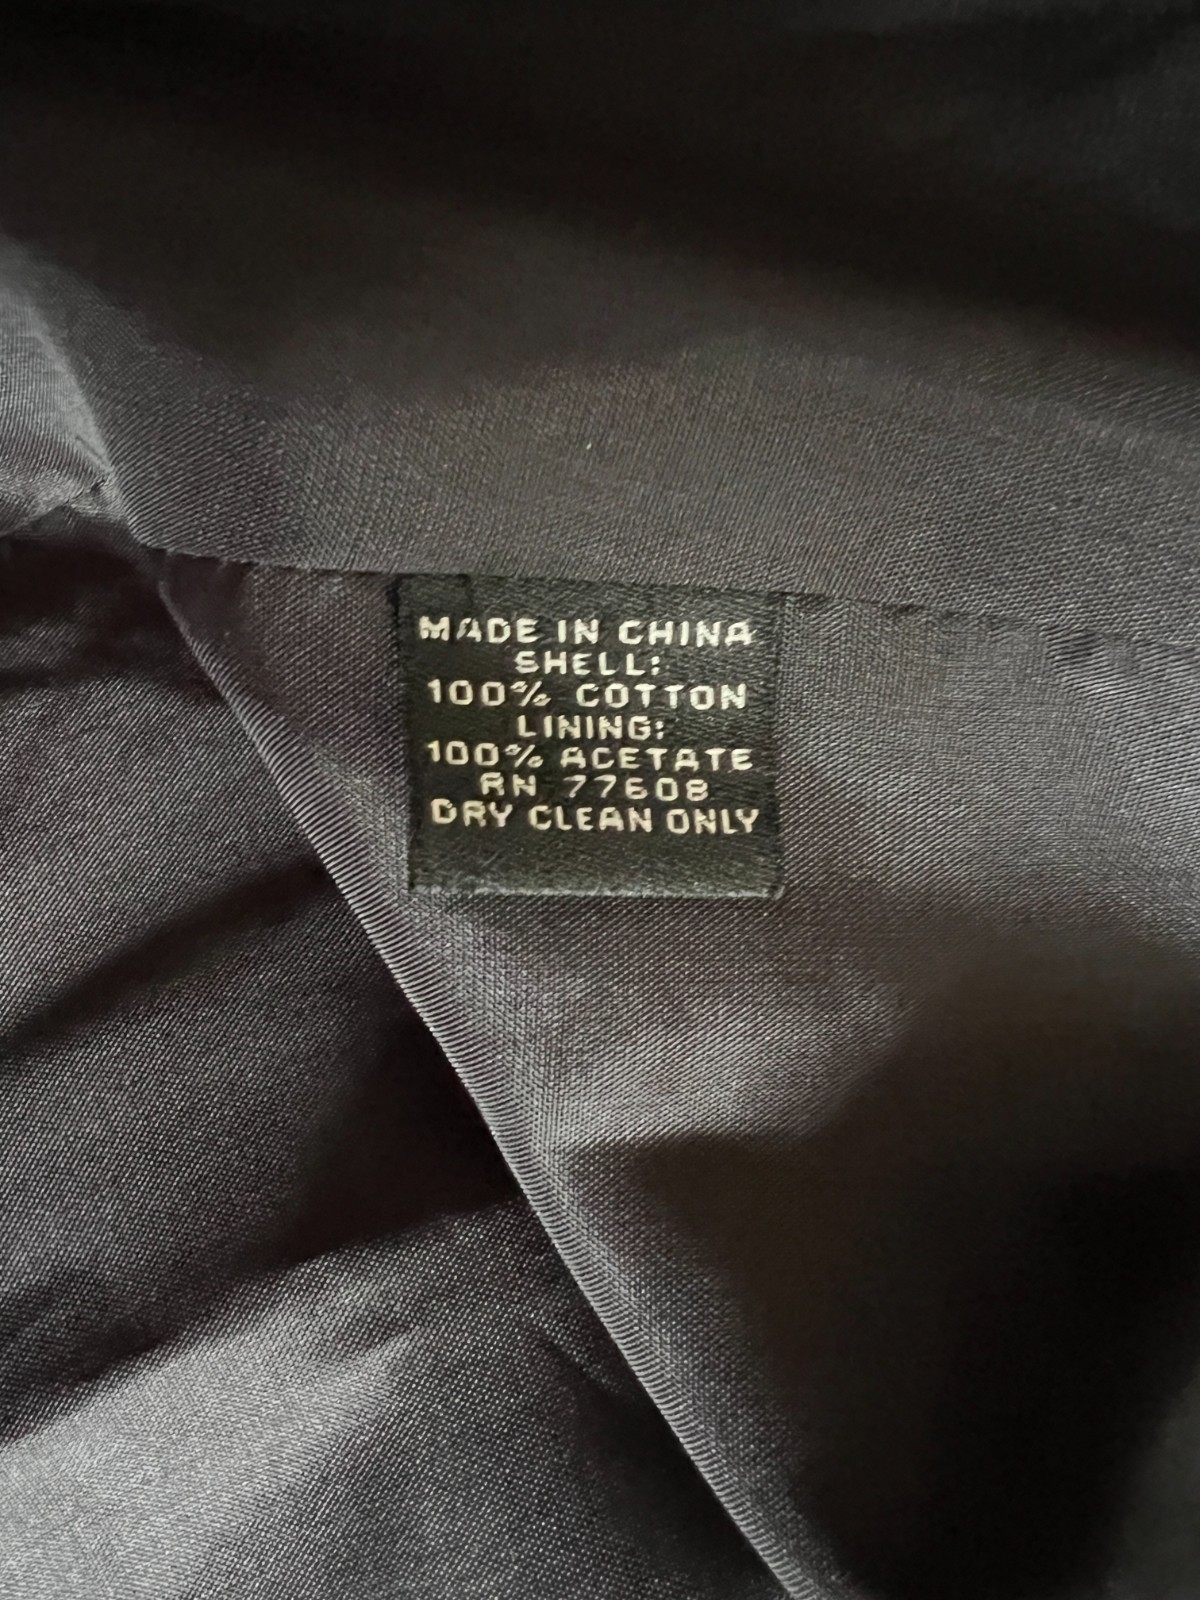 MADE IN CHINA
SHELL:
100% COTTON
LINING:
100% ACETATE
RN 77608
DRY CLEAN ONLY